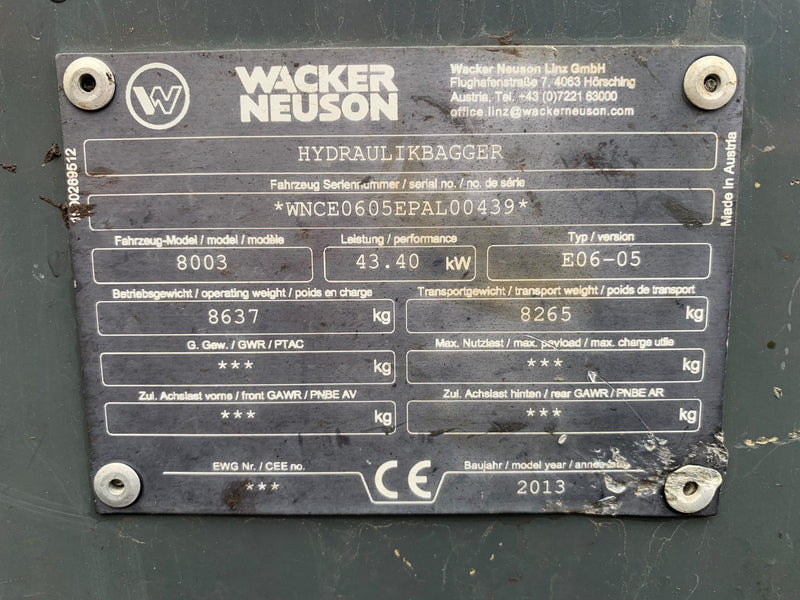 W
WACKER
NEUSON
Wacker Neuson Linz GmbH
Flughafenstraße 7, 4063 Hörsching
Austria, Tel. +43 (0)7221 63000
office.linz@wackerneuson.com
HYDRAULIKBAGGER
Fahrzeug Seriennummer / serial no. / no. de série
*WNCE0605EPAL00439*
Fahrzeug-Model / model / modèle
Leistung / performance
Typ / version
8003
43.40 kW
E06-05
Betriebsgewicht / operating weight / poids en charge
Transportgewicht / transport weight / poids de transport
8637 kg
8265 kg
G. Gew. / GWR / PTAC
Max. Nutzlast / max. payload / max. charge utile
*** kg
*** kg
Zul. Achslast vorne / front GAWR / PNBE AV
Zul. Achslast hinten / rear GAWR / PNBE AR
*** kg
*** kg
EWG Nr. / CEE no.
***
CE
Baujahr / model year /
2013
Made in Austria